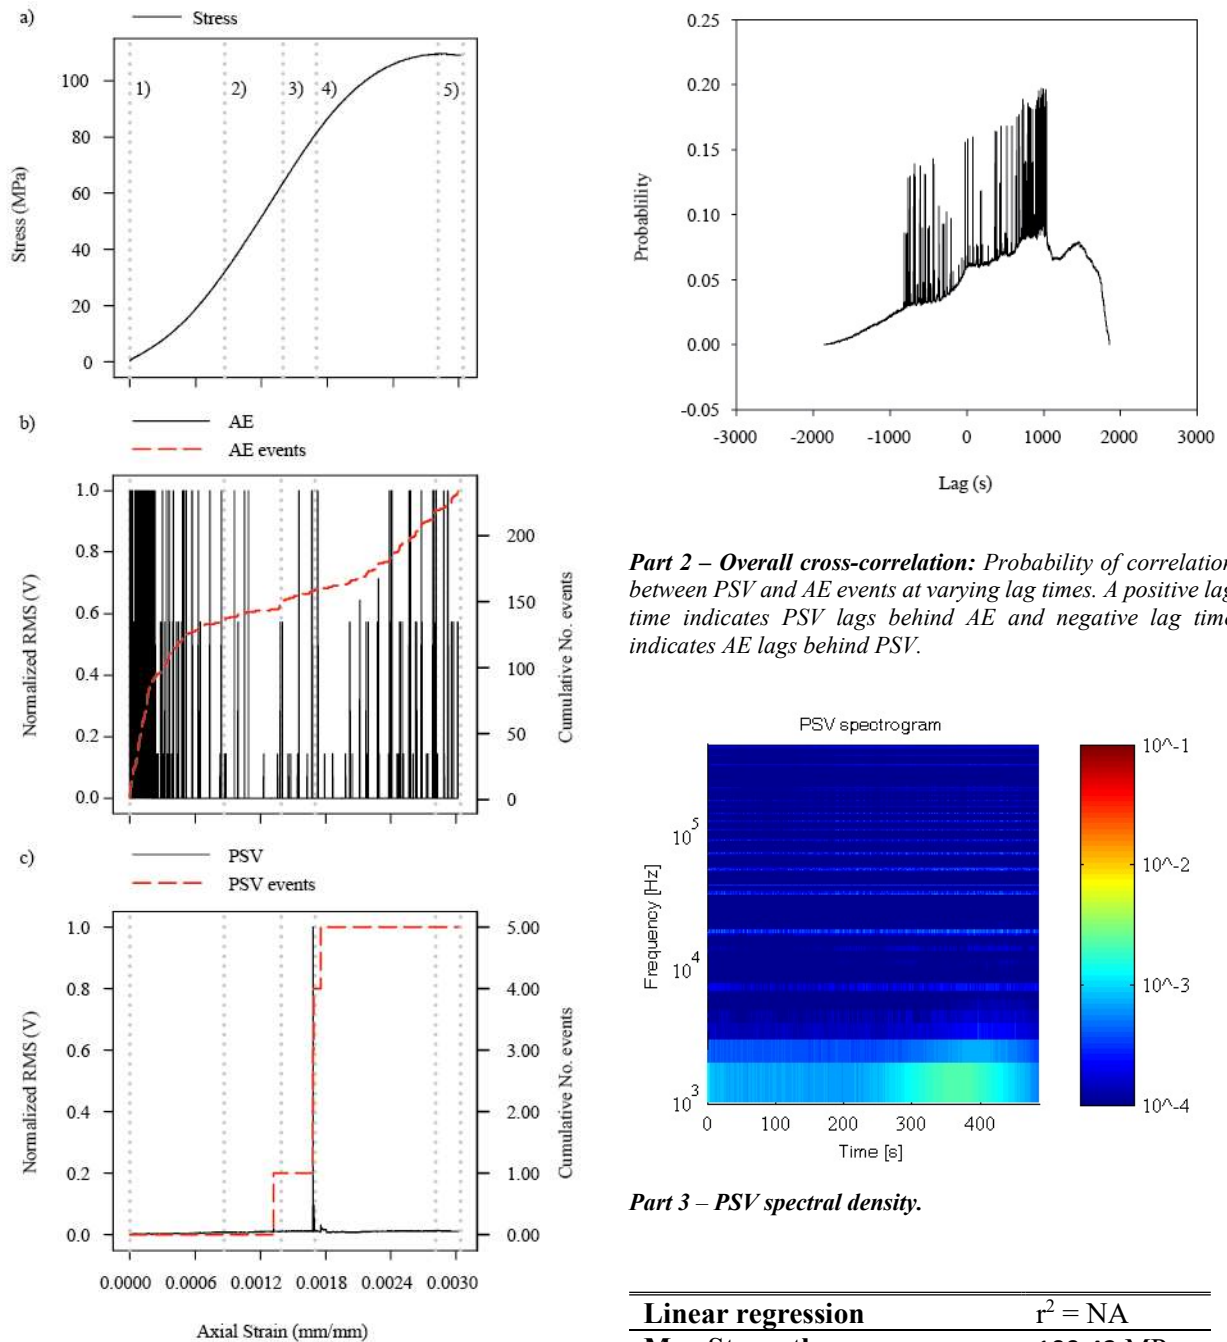 a)
Stress
1)
2)
3)
4)
5)
100
80
60
40
20
0
Stress (MPa)
b)
AE
AE events
1.0
0.8
0.6
0.4
0.2
0.0
Normalized RMS (V)
200
150
100
50
0
Cumulative No. events
c)
PSV
PSV events
1.0
0.8
0.6
0.4
0.2
0.0
Normalized RMS (V)
5.00
4.00
3.00
2.00
1.00
0.00
Cumulative No. events
0.0000 0.0006 0.0012 0.0018 0.0024 0.0030
Axial Strain (mm/mm)
0.25
0.20
0.15
0.10
0.05
0.00
-0.05
Probablility
-3000 -2000 -1000 0 1000 2000 3000
Lag (s)
Part 2 – Overall cross-correlation: Probability of correlation
between PSV and AE events at varying lag times. A positive lag
time indicates PSV lags behind AE and negative lag time
indicates AE lags behind PSV.
PSV spectrogram
10^5
10^4
10^3
Frequency [Hz]
0 100 200 300 400
Time [s]
10^-1
10^-2
10^-3
10^-4
Part 3 – PSV spectral density.
Linear regression r² = NA